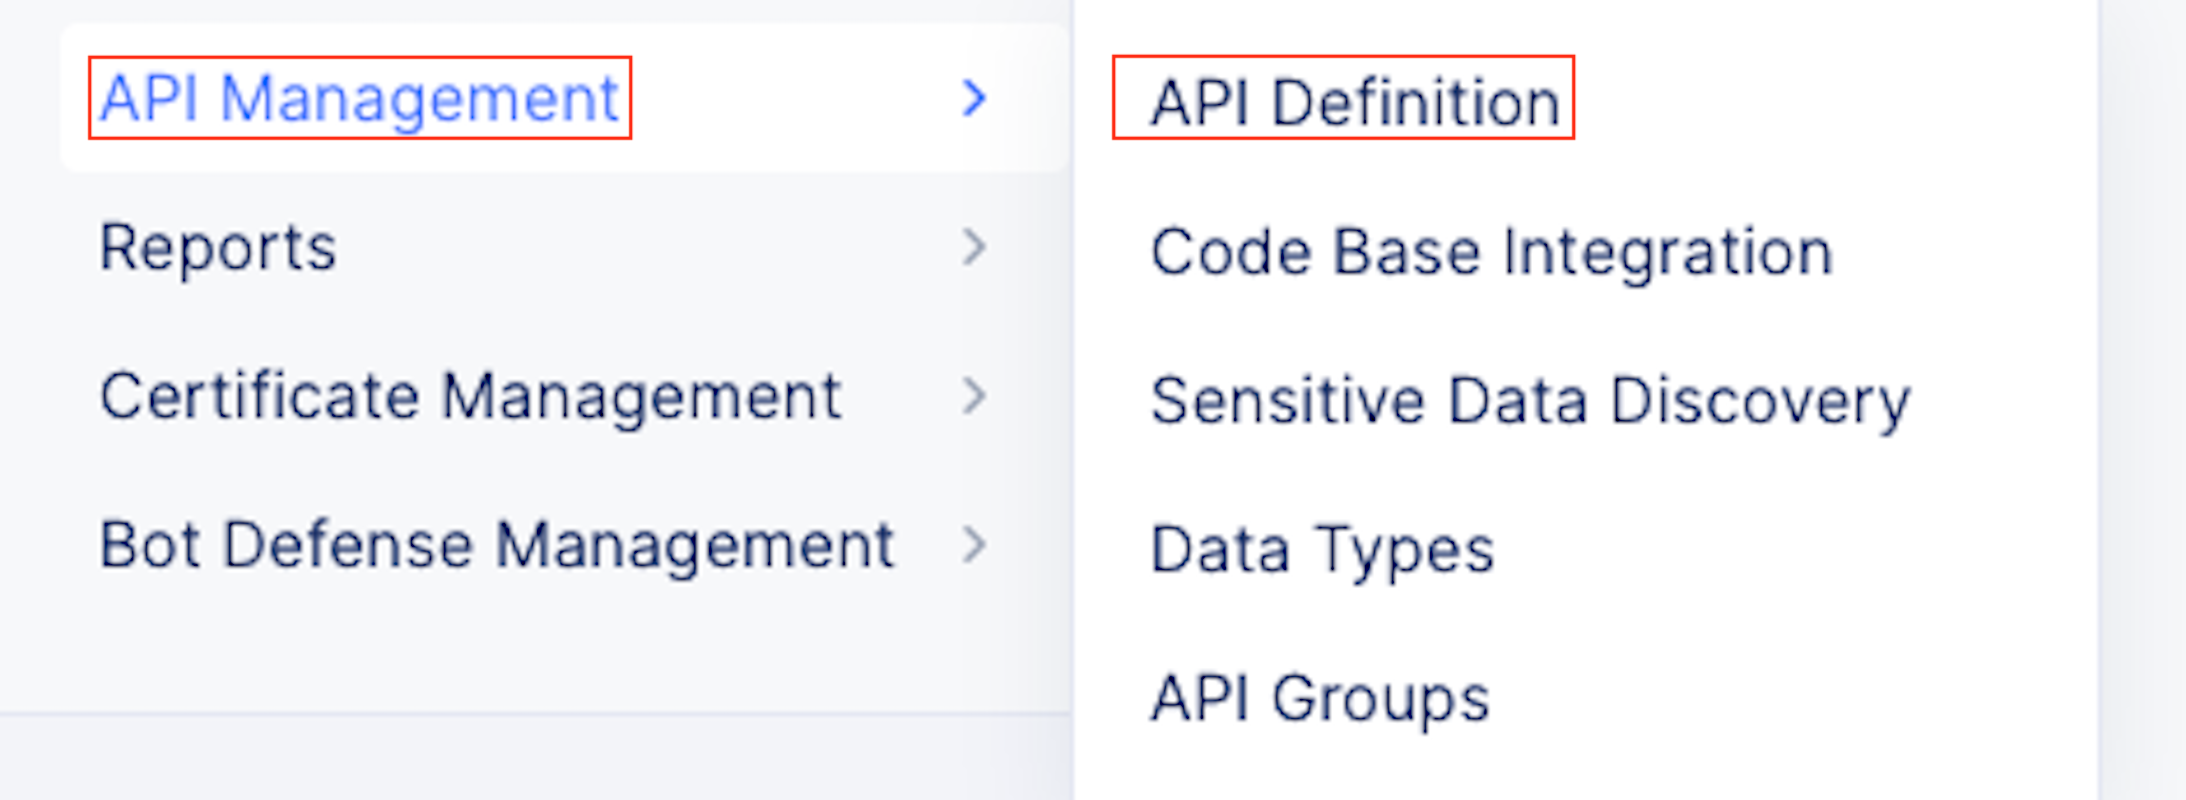 API Management
Reports
Certificate Management
Bot Defense Management
API Definition
Code Base Integration
Sensitive Data Discovery
Data Types
API Groups